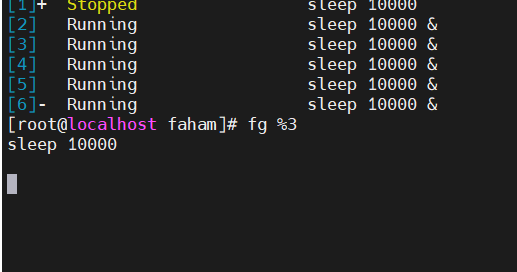 [1]+  Stopped                 sleep 10000
[2]   Running                 sleep 10000 &
[3]   Running                 sleep 10000 &
[4]   Running                 sleep 10000 &
[5]   Running                 sleep 10000 &
[6]-  Running                 sleep 10000 &
[root@localhost faham]# fg %3
sleep 10000